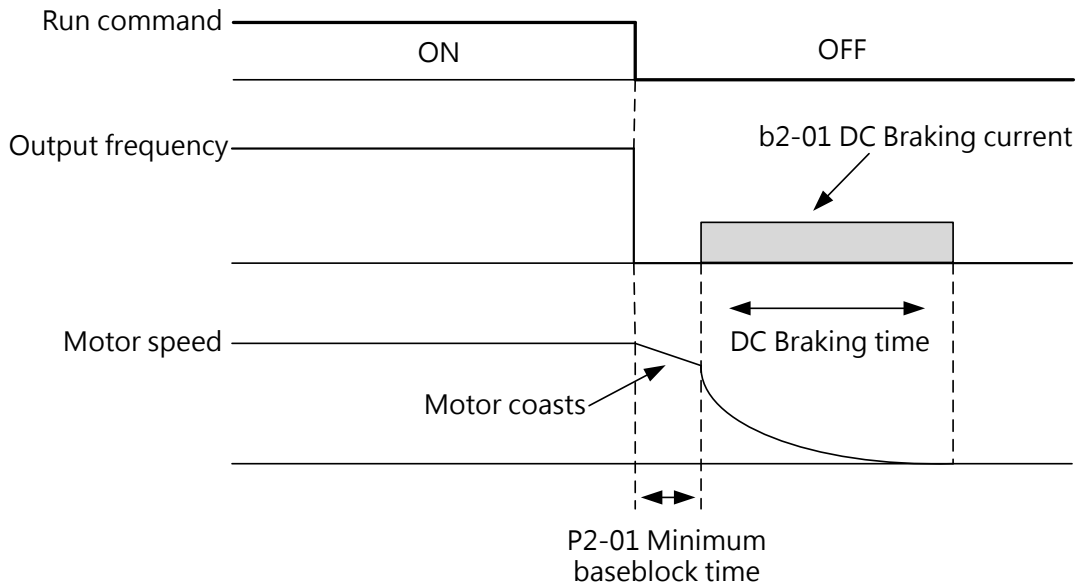 Run command
ON
OFF
Output frequency
b2-01 DC Braking current
Motor speed
DC Braking time
Motor coasts
P2-01 Minimum
baseblock time